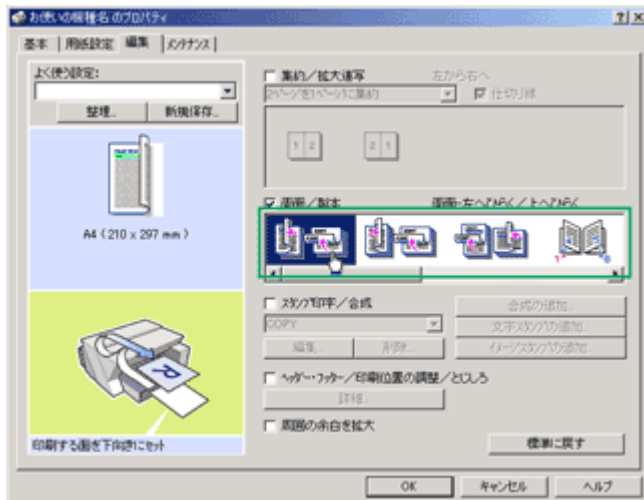 お使いの機種名のプロパティ
基本 用紙設定 編集 メンテナンス
よく使う設定:
整理... 新規保存...
A4 (210 x 297 mm)
印刷する面を下向きにセット
集約／拡大連写 左から右へ
2ページを1ページに集約 仕切り線
1 2 2 1
両面／製本 両面-左へひらく／上へひらく
スタンプ印字／合成 合成の追加...
COPY 文字スタンプの追加...
編集... 削除... イメージスタンプの追加...
ヘッダー・フッター／印刷位置の調整／とじしろ
詳細...
周囲の余白を拡大
標準に戻す
OK キャンセル ヘルプ